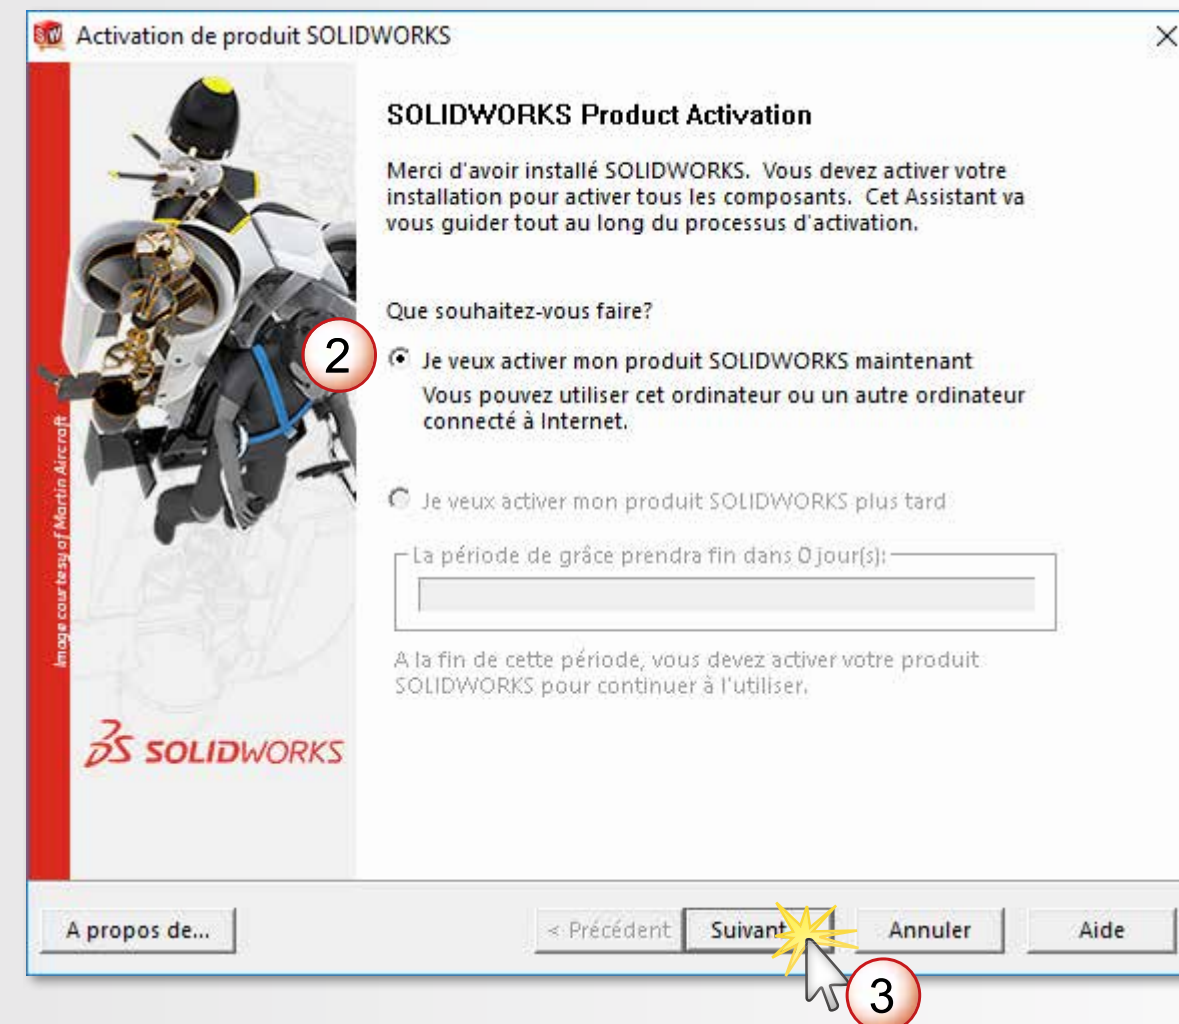 Activation de produit SOLIDWORKS
SOLIDWORKS Product Activation
Merci d'avoir installé SOLIDWORKS. Vous devez activer votre
installation pour activer tous les composants. Cet Assistant va
vous guider tout au long du processus d'activation.
Que souhaitez-vous faire?
2
Je veux activer mon produit SOLIDWORKS maintenant
Vous pouvez utiliser cet ordinateur ou un autre ordinateur
connecté à Internet.
Je veux activer mon produit SOLIDWORKS plus tard
La période de grâce prendra fin dans 0 jour(s):
A la fin de cette période, vous devez activer votre produit
SOLIDWORKS pour continuer à l'utiliser.
Image courtesy of Martin Aircraft
SOLIDWORKS
A propos de...
< Précédent
Suivant
Annuler
Aide
3